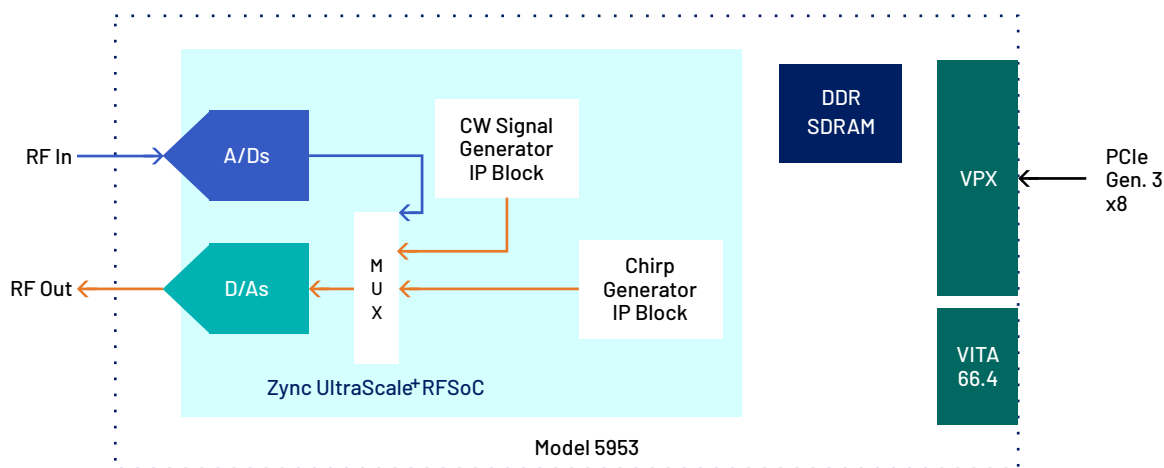 RF In
A/Ds
CW Signal
Generator
IP Block
DDR
SDRAM
VPX
PCIe
Gen. 3
x8
RF Out
D/As
M
U
X
Chirp
Generator
IP Block
VITA
66.4
Zync UltraScale+RFSoC
Model 5953